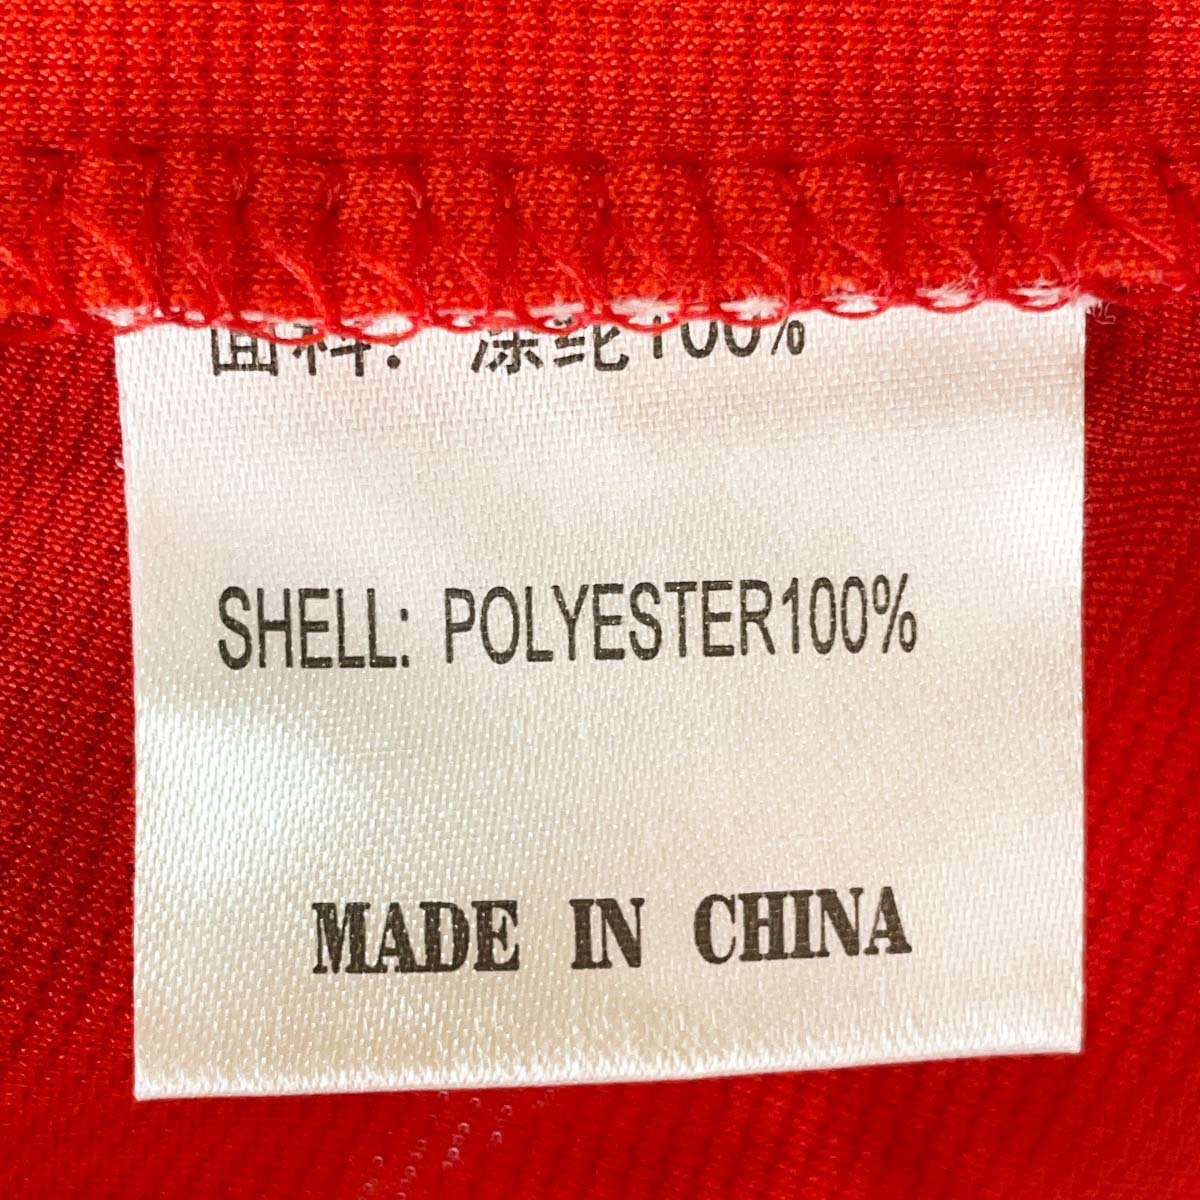 面料: 涤纶100%
SHELL: POLYESTER100%
MADE IN CHINA